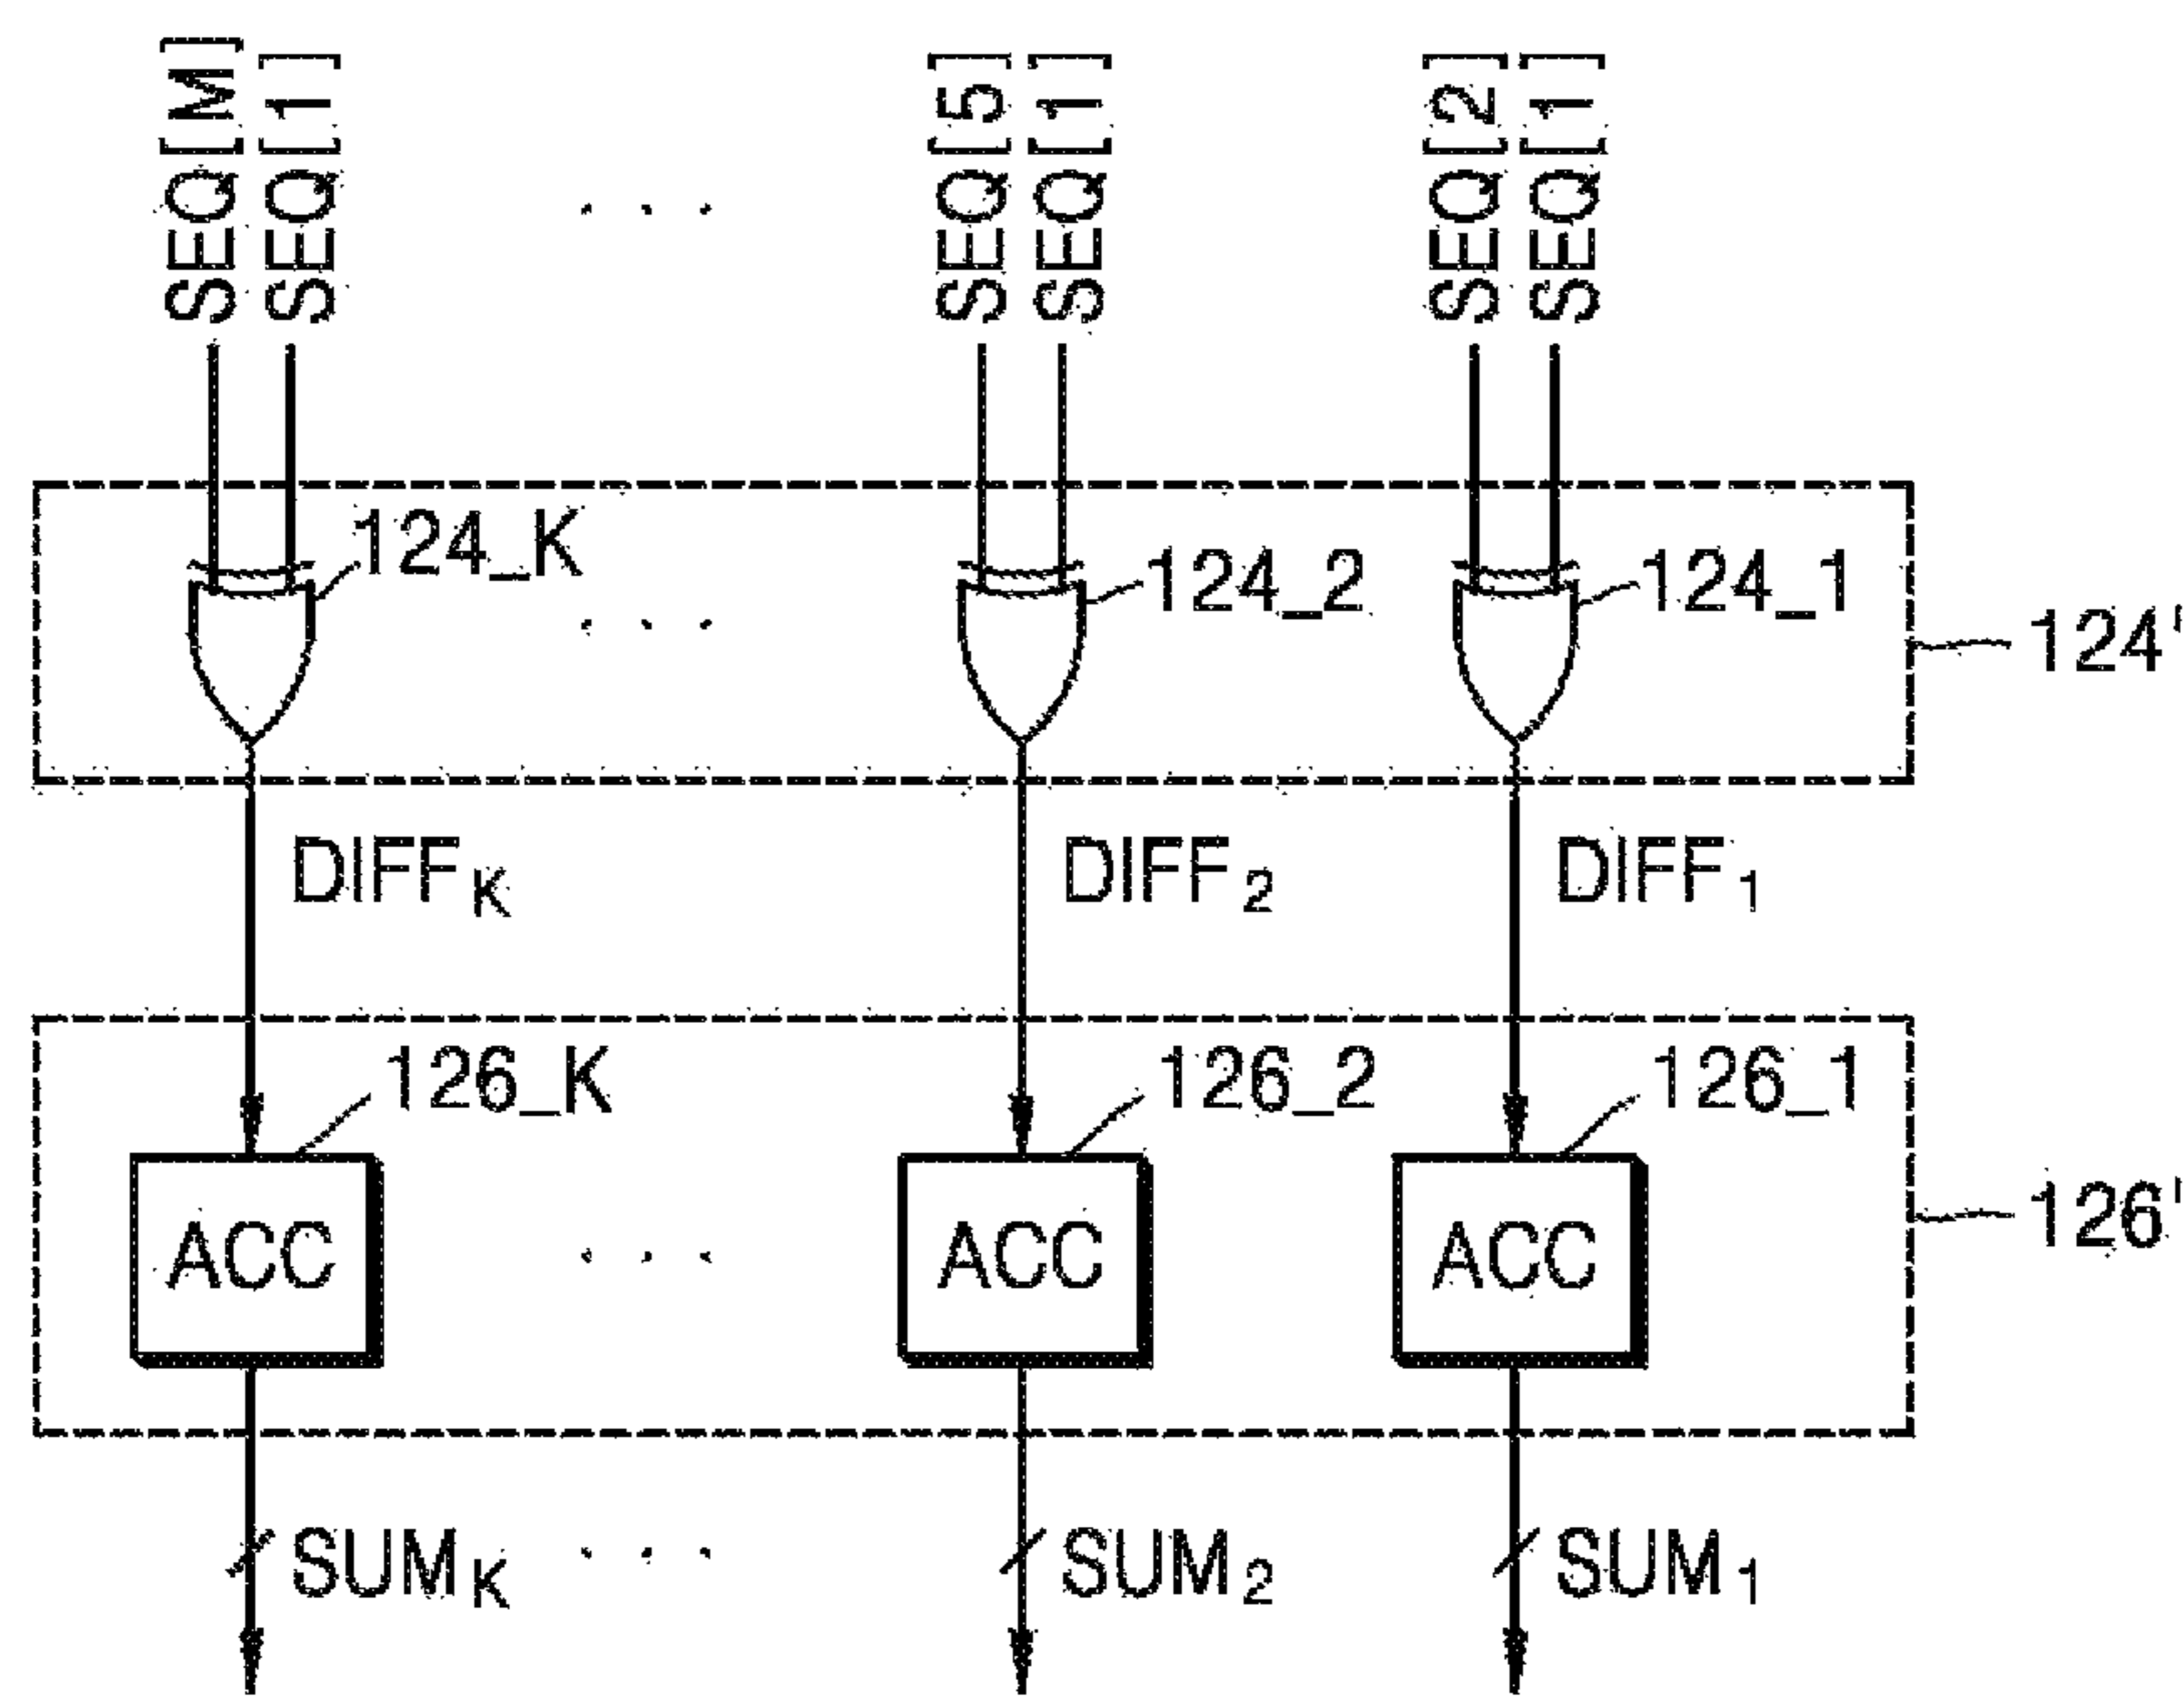 SEQ[M] SEQ[1] ... SEQ[5] SEQ[1] SEQ[2] SEQ[1]
124_K ... 124_2 124_1 124'
DIFFK DIFF2 DIFF1
126_K 126_2 126_1 126'
ACC ... ACC ACC
SUMK ... SUM2 SUM1